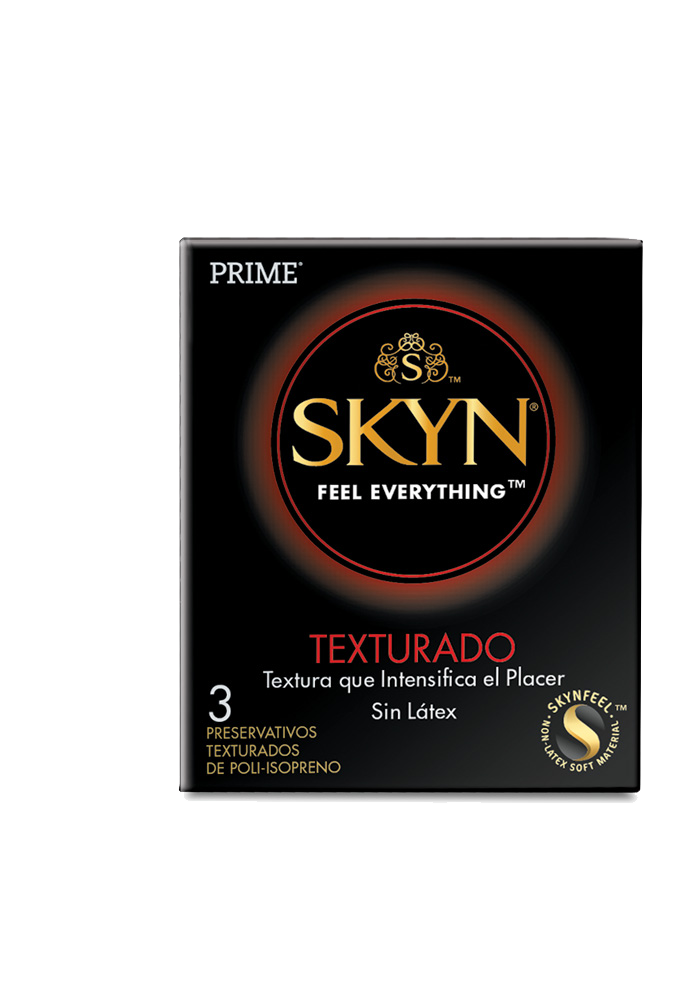 PRIME®
S™
SKYN®
FEEL EVERYTHING™
TEXTURADO
Textura que Intensifica el Placer
Sin Látex
3
PRESERVATIVOS
TEXTURADOS
DE POLI-ISOPRENO
SKYNFEEL™
· NON-LATEX SOFT MATERIAL ·
S